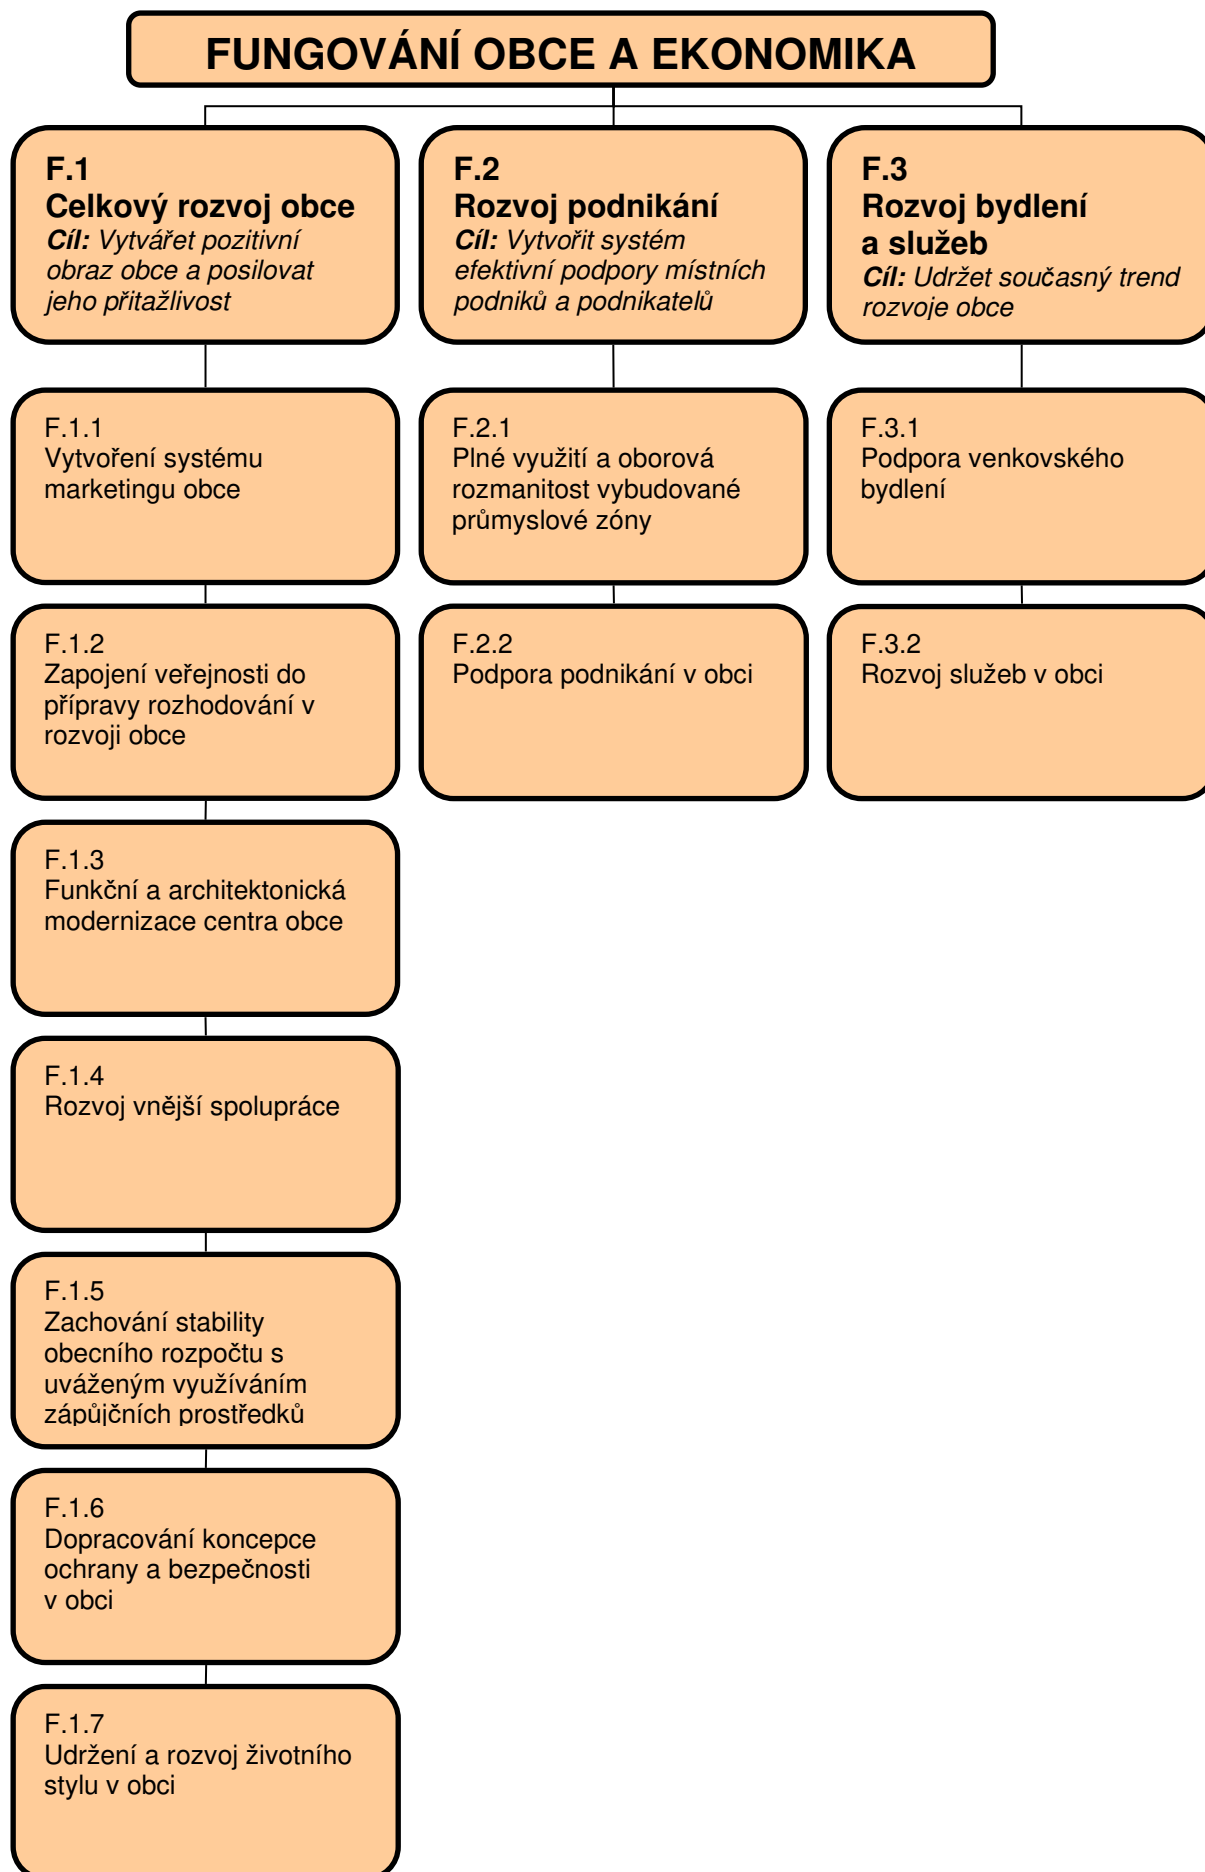 FUNGOVÁNÍ OBCE A EKONOMIKA
F.1
Celkový rozvoj obce
Cíl: Vytvářet pozitivní
obraz obce a posilovat
jeho přitažlivost
F.2
Rozvoj podnikání
Cíl: Vytvořit systém
efektivní podpory místních
podniků a podnikatelů
F.3
Rozvoj bydlení
a služeb
Cíl: Udržet současný trend
rozvoje obce
F.1.1
Vytvoření systému
marketingu obce
F.2.1
Plné využití a oborová
rozmanitost vybudované
průmyslové zóny
F.3.1
Podpora venkovského
bydlení
F.1.2
Zapojení veřejnosti do
přípravy rozhodování v
rozvoji obce
F.2.2
Podpora podnikání v obci
F.3.2
Rozvoj služeb v obci
F.1.3
Funkční a architektonická
modernizace centra obce
F.1.4
Rozvoj vnější spolupráce
F.1.5
Zachování stability
obecního rozpočtu s
uváženým využíváním
zápůjčních prostředků
F.1.6
Dopracování koncepce
ochrany a bezpečnosti
v obci
F.1.7
Udržení a rozvoj životního
stylu v obci